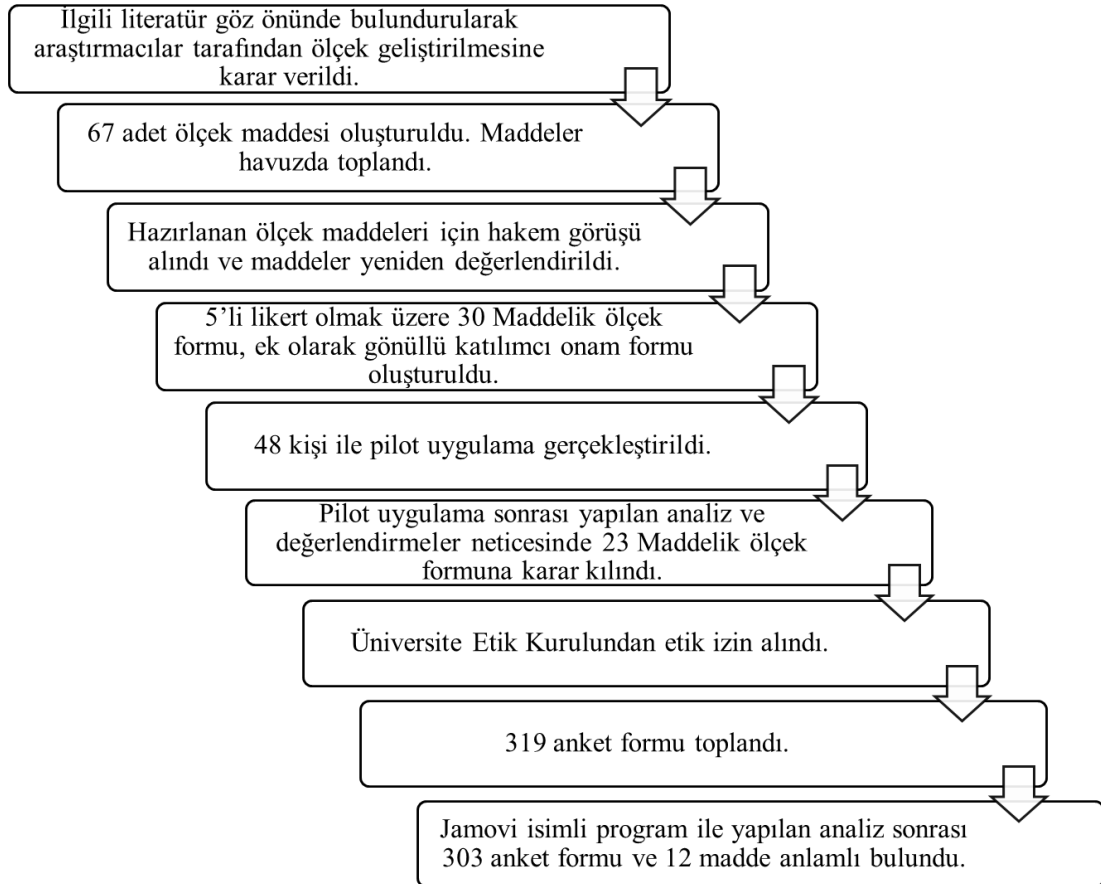 İlgili literatür göz önünde bulundurularak
araştırmacılar tarafından ölçek geliştirilmesine
karar verildi.
67 adet ölçek maddesi oluşturuldu. Maddeler
havuzda toplandı.
Hazırlanan ölçek maddeleri için hakem görüşü
alındı ve maddeler yeniden değerlendirildi.
5’li likert olmak üzere 30 Maddelik ölçek
formu, ek olarak gönüllü katılımcı onam formu
oluşturuldu.
48 kişi ile pilot uygulama gerçekleştirildi.
Pilot uygulama sonrası yapılan analiz ve
değerlendirmeler neticesinde 23 Maddelik ölçek
formuna karar kılındı.
Üniversite Etik Kurulundan etik izin alındı.
319 anket formu toplandı.
Jamovi isimli program ile yapılan analiz sonrası
303 anket formu ve 12 madde anlamlı bulundu.